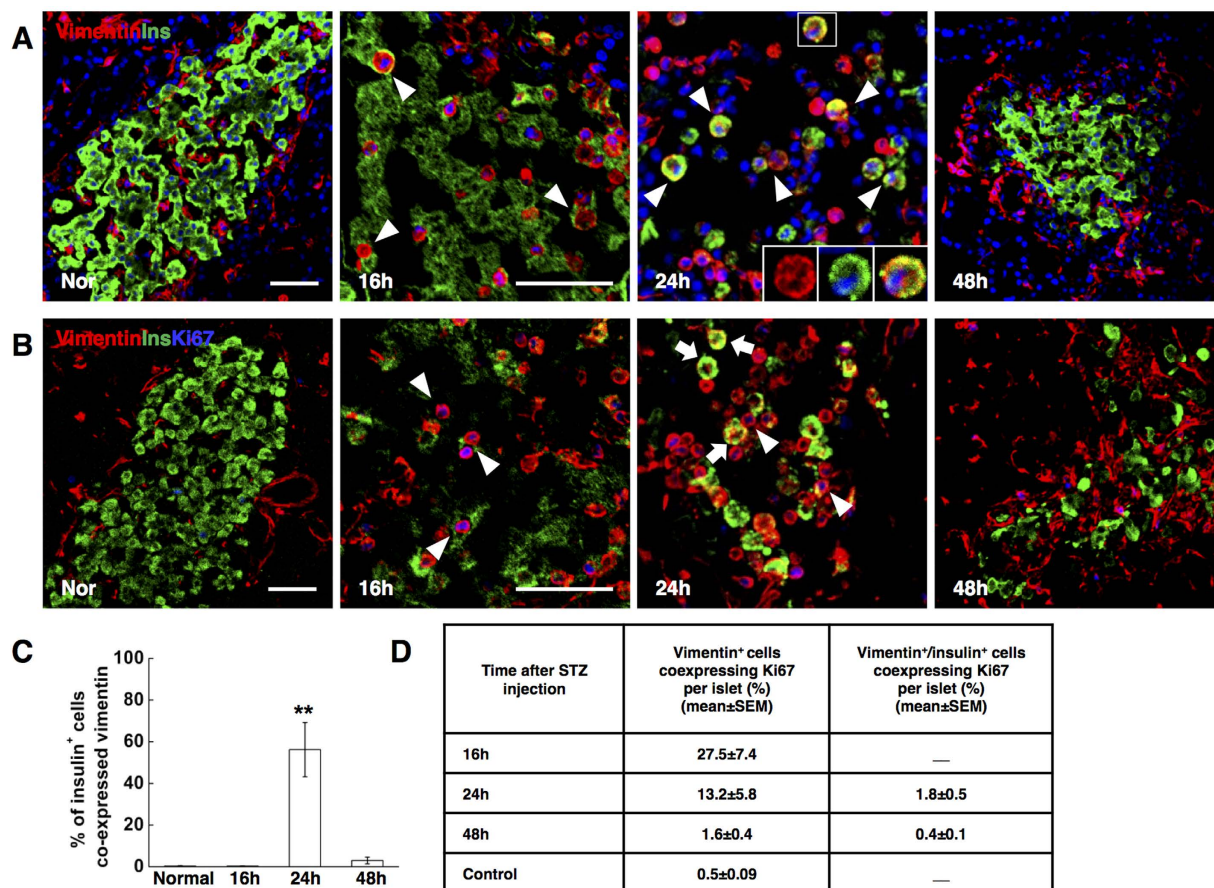 A
VimentinIns
Nor
16h
24h
48h
B
VimentinInsKi67
Nor
16h
24h
48h
C
% of insulin⁺ cells
co-expressed vimentin
100
80
60
40
20
0
**
Normal 16h 24h 48h
D
Time after STZ
injection
Vimentin⁺ cells
coexpressing Ki67
per islet (%)
(mean±SEM)
Vimentin⁺/insulin⁺ cells
coexpressing Ki67
per islet (%)
(mean±SEM)
16h 27.5±7.4 __
24h 13.2±5.8 1.8±0.5
48h 1.6±0.4 0.4±0.1
Control 0.5±0.09 __